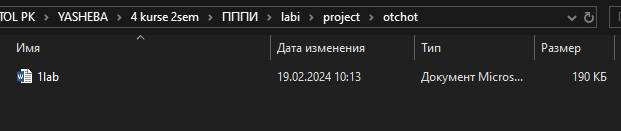 TOL PK > YASHEBA > 4 kurse 2sem > ПППИ > labi > project > otchot
Имя Дата изменения Тип Размер
1lab 19.02.2024 10:13 Документ Micros... 190 КБ